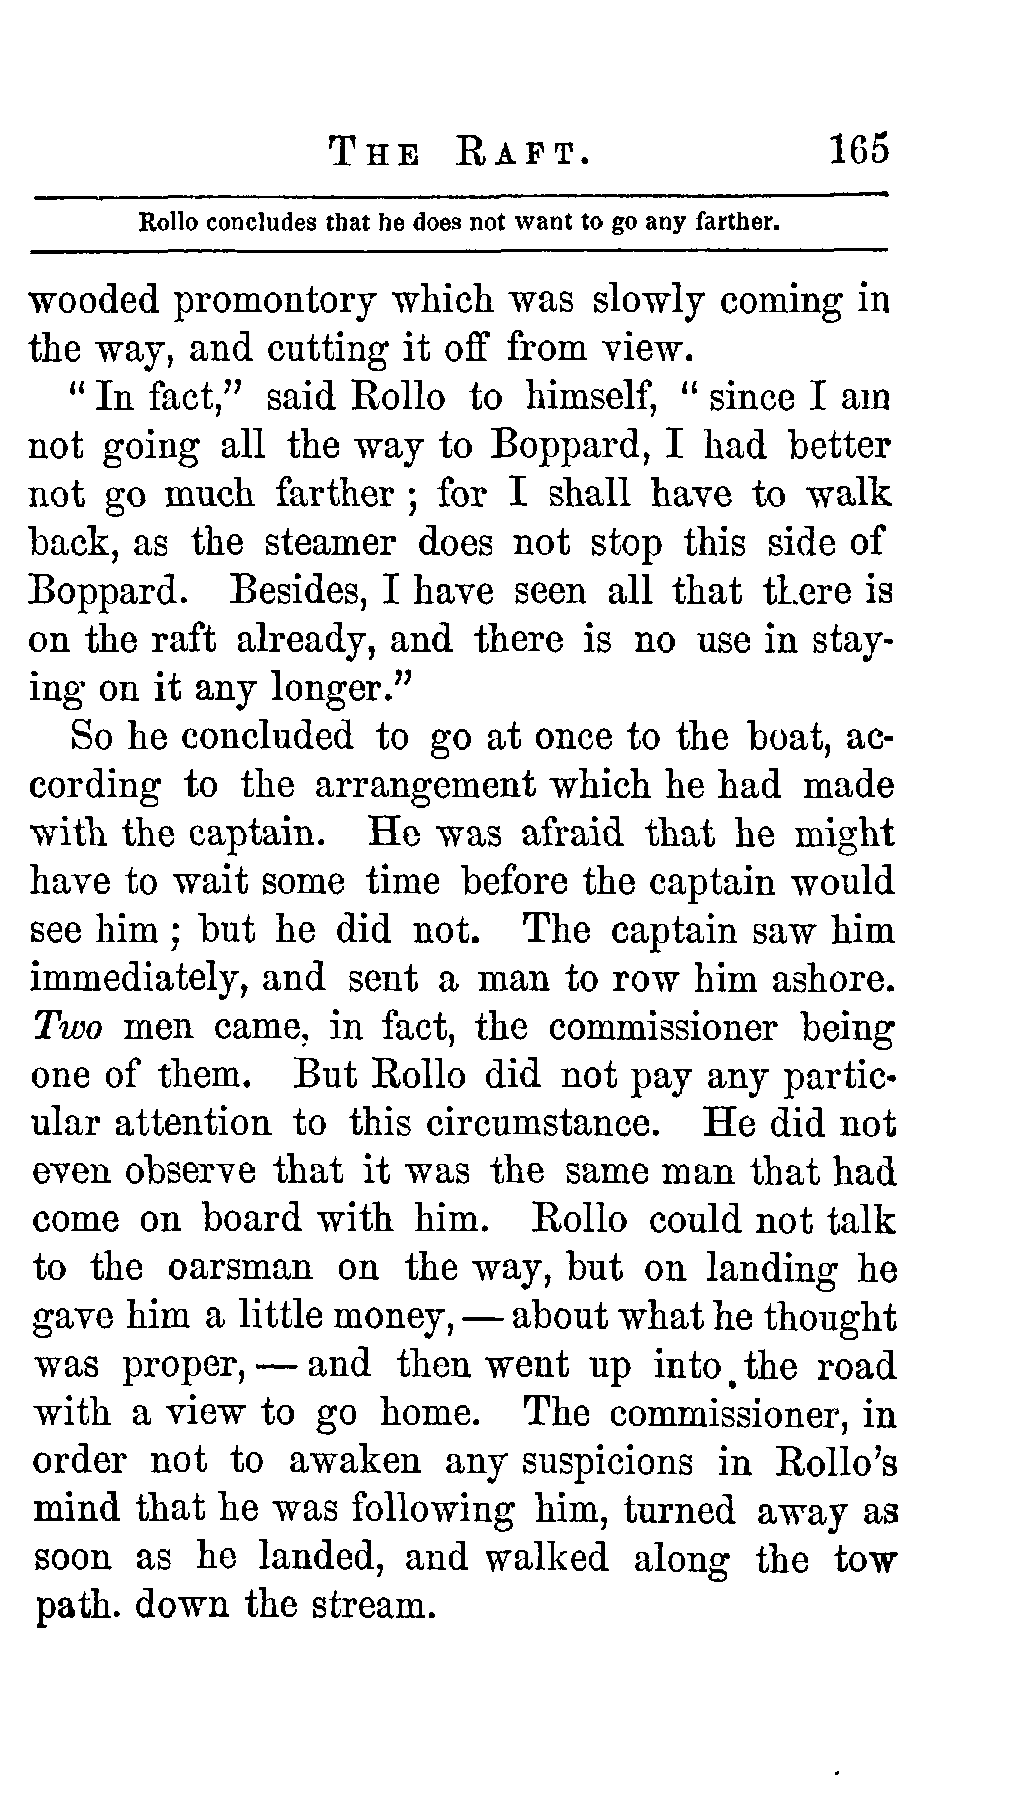 THE RAFT. 165
Rollo concludes that he does not want to go any farther.
wooded promontory which was slowly coming in
the way, and cutting it off from view.
“ In fact,” said Rollo to himself, “ since I am
not going all the way to Boppard, I had better
not go much farther ; for I shall have to walk
back, as the steamer does not stop this side of
Boppard. Besides, I have seen all that there is
on the raft already, and there is no use in stay-
ing on it any longer.”
So he concluded to go at once to the boat, ac-
cording to the arrangement which he had made
with the captain. He was afraid that he might
have to wait some time before the captain would
see him ; but he did not. The captain saw him
immediately, and sent a man to row him ashore.
Two men came, in fact, the commissioner being
one of them. But Rollo did not pay any partic-
ular attention to this circumstance. He did not
even observe that it was the same man that had
come on board with him. Rollo could not talk
to the oarsman on the way, but on landing he
gave him a little money, — about what he thought
was proper, — and then went up into the road
with a view to go home. The commissioner, in
order not to awaken any suspicions in Rollo’s
mind that he was following him, turned away as
soon as he landed, and walked along the tow
path. down the stream.